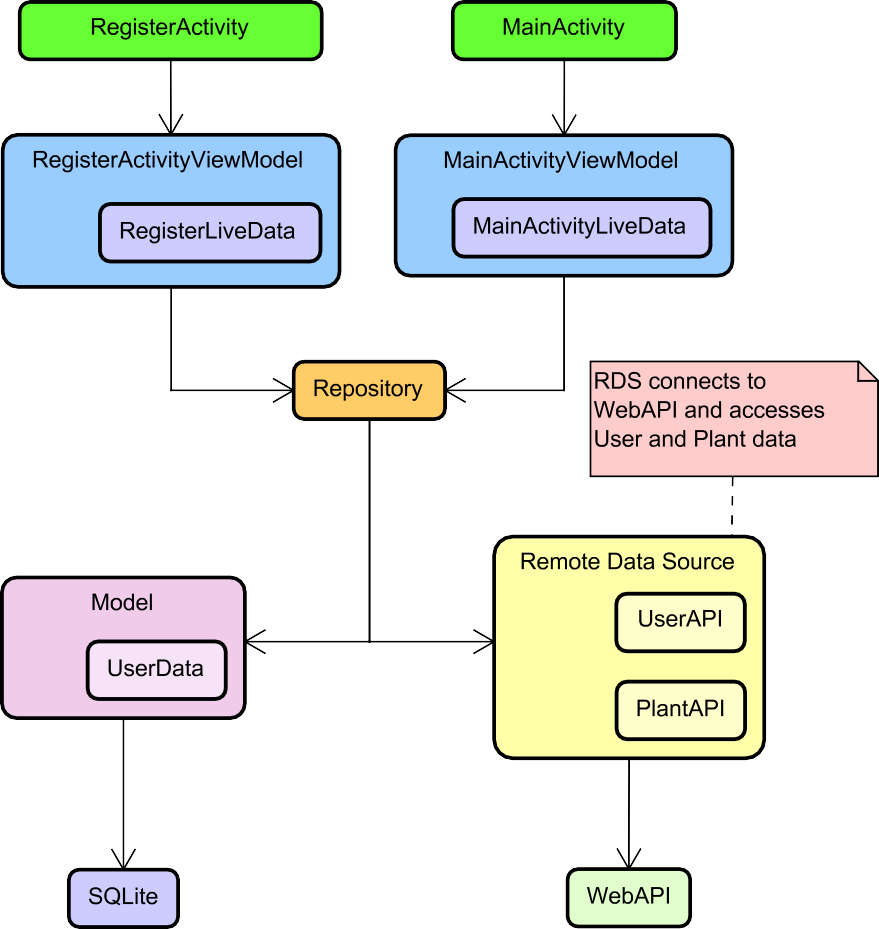 RegisterActivity
MainActivity
RegisterActivityViewModel
RegisterLiveData
MainActivityViewModel
MainActivityLiveData
Repository
RDS connects to
WebAPI and accesses
User and Plant data
Model
UserData
Remote Data Source
UserAPI
PlantAPI
SQLite
WebAPI